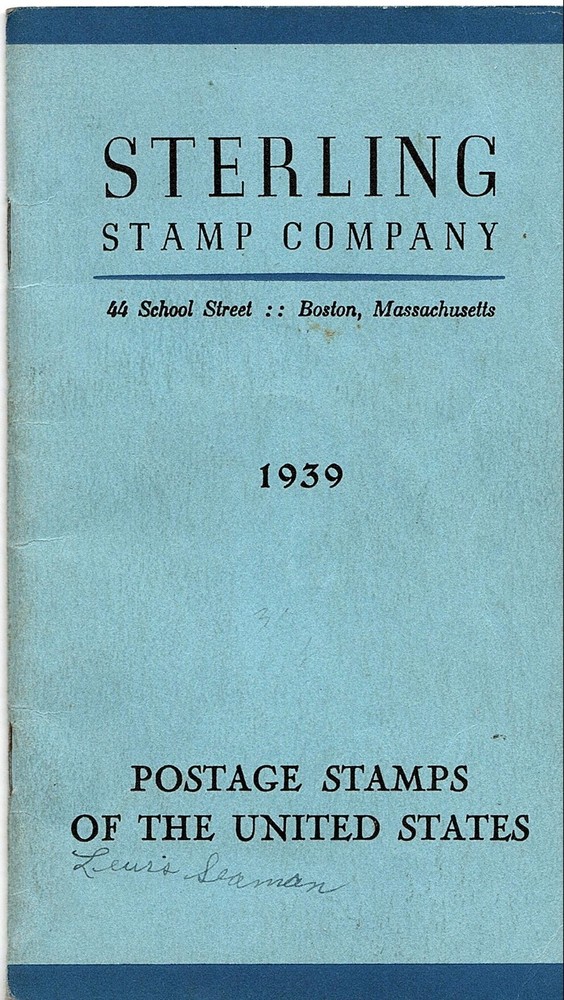 STERLING
STAMP COMPANY
44 School Street :: Boston, Massachusetts
1939
POSTAGE STAMPS
OF THE UNITED STATES
Lewis Seaman